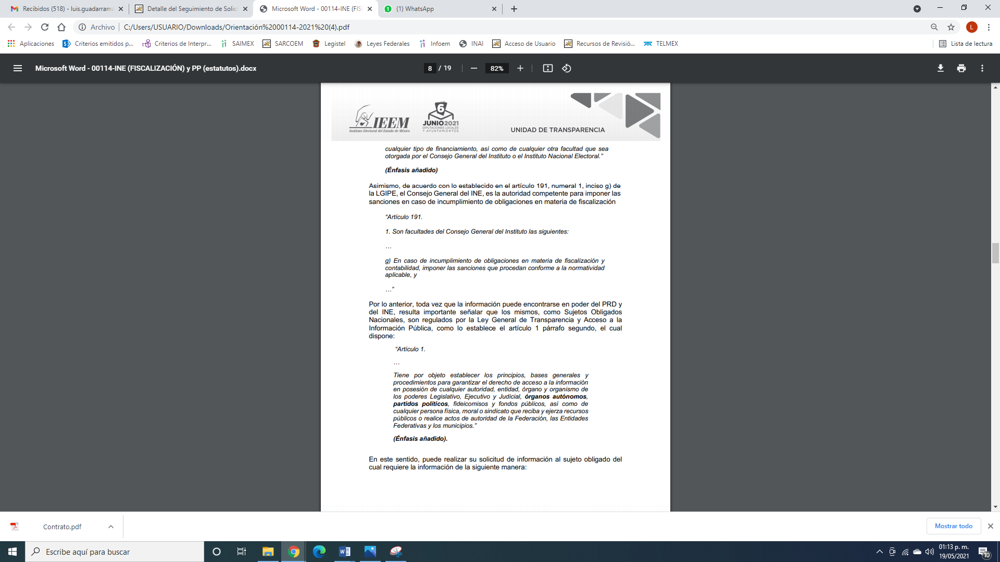 Recibidos (518) - luis.guadarrama
Detalle del Seguimiento de Solici
Microsoft Word - 00114-INE (FIS
(1) WhatsApp
Archivo
C:/Users/USUARIO/Downloads/Orientación%2000114-2021%20(4).pdf
L
Aplicaciones
Criterios emitidos p...
Criterios de Interpr...
SAIMEX
SARCOEM
Legistel
Leyes Federales
Infoem
INAI
Acceso de Usuario
Recursos de Revisió...
TELMEX
Lista de lectura
Microsoft Word - 00114-INE (FISCALIZACIÓN) y PP (estatutos).docx
8 / 19
82%
IEEM
Instituto Electoral del Estado de México
6
JUNIO2021
DIPUTACIONES LOCALES
Y AYUNTAMIENTOS
UNIDAD DE TRANSPARENCIA
cualquier tipo de financiamiento, así como de cualquier otra facultad que sea
otorgada por el Consejo General del Instituto o el Instituto Nacional Electoral.”
(Énfasis añadido)
Asimismo, de acuerdo con lo establecido en el artículo 191, numeral 1, inciso g) de
la LGIPE, el Consejo General del INE, es la autoridad competente para imponer las
sanciones en caso de incumplimiento de obligaciones en materia de fiscalización
“Artículo 191.
1. Son facultades del Consejo General del Instituto las siguientes:
…
g) En caso de incumplimiento de obligaciones en materia de fiscalización y
contabilidad, imponer las sanciones que procedan conforme a la normatividad
aplicable, y
…”
Por lo anterior, toda vez que la información puede encontrarse en poder del PRD y
del INE, resulta importante señalar que los mismos, como Sujetos Obligados
Nacionales, son regulados por la Ley General de Transparencia y Acceso a la
Información Pública, como lo establece el artículo 1 párrafo segundo, el cual
dispone:
“Artículo 1.
…
Tiene por objeto establecer los principios, bases generales y
procedimientos para garantizar el derecho de acceso a la información
en posesión de cualquier autoridad, entidad, órgano y organismo de
los poderes Legislativo, Ejecutivo y Judicial, órganos autónomos,
partidos políticos, fideicomisos y fondos públicos, así como de
cualquier persona física, moral o sindicato que reciba y ejerza recursos
públicos o realice actos de autoridad de la Federación, las Entidades
Federativas y los municipios.”
(Énfasis añadido).
En este sentido, puede realizar su solicitud de información al sujeto obligado del
cual requiere la información de la siguiente manera:
Contrato.pdf
Mostrar todo
Escribe aquí para buscar
01:13 p. m.
19/05/2021
10